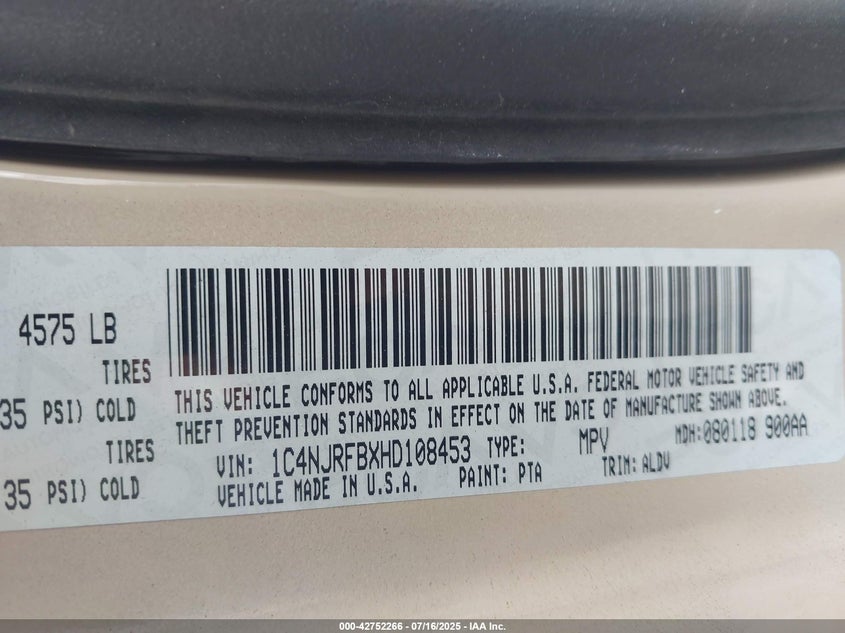 4575 LB
TIRES
35 PSI) COLD
TIRES
35 PSI) COLD
THIS VEHICLE CONFORMS TO ALL APPLICABLE U.S.A. FEDERAL MOTOR VEHICLE SAFETY AND
THEFT PREVENTION STANDARDS IN EFFECT ON THE DATE OF MANUFACTURE SHOWN ABOVE.
VIN: 1C4NJRFBXHD108453 TYPE: MPV MDH:080118 900AA
VEHICLE MADE IN U.S.A. PAINT: PTA TRIM: ALDV
000-42752266 - 07/16/2025 - IAA Inc.